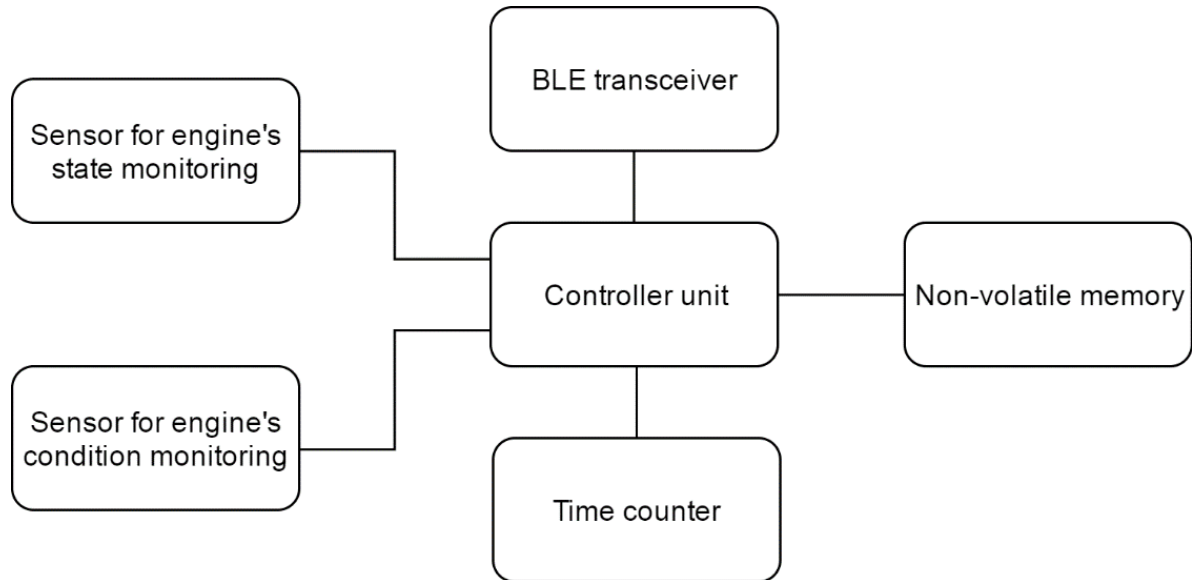 BLE transceiver
Sensor for engine's
state monitoring
Controller unit
Non-volatile memory
Sensor for engine's
condition monitoring
Time counter